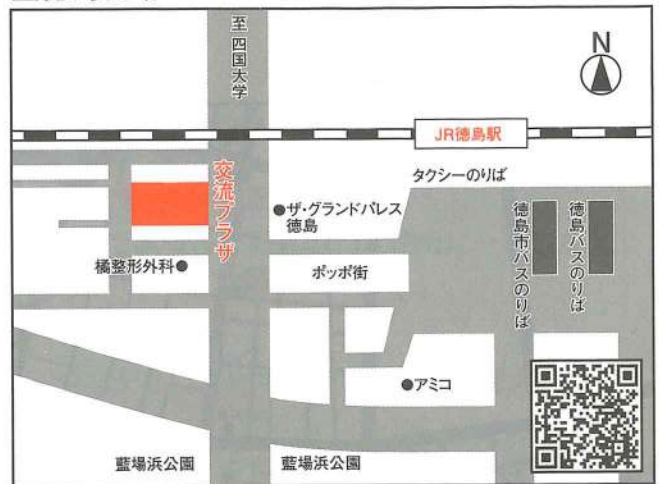 至 四国大学
N
JR徳島駅
タクシーのりば
交流プラザ
●ザ・グランドパレス
徳島
徳島市バスのりば
徳島バスのりば
橘整形外科●
ポッポ街
●アミコ
藍場浜公園
藍場浜公園